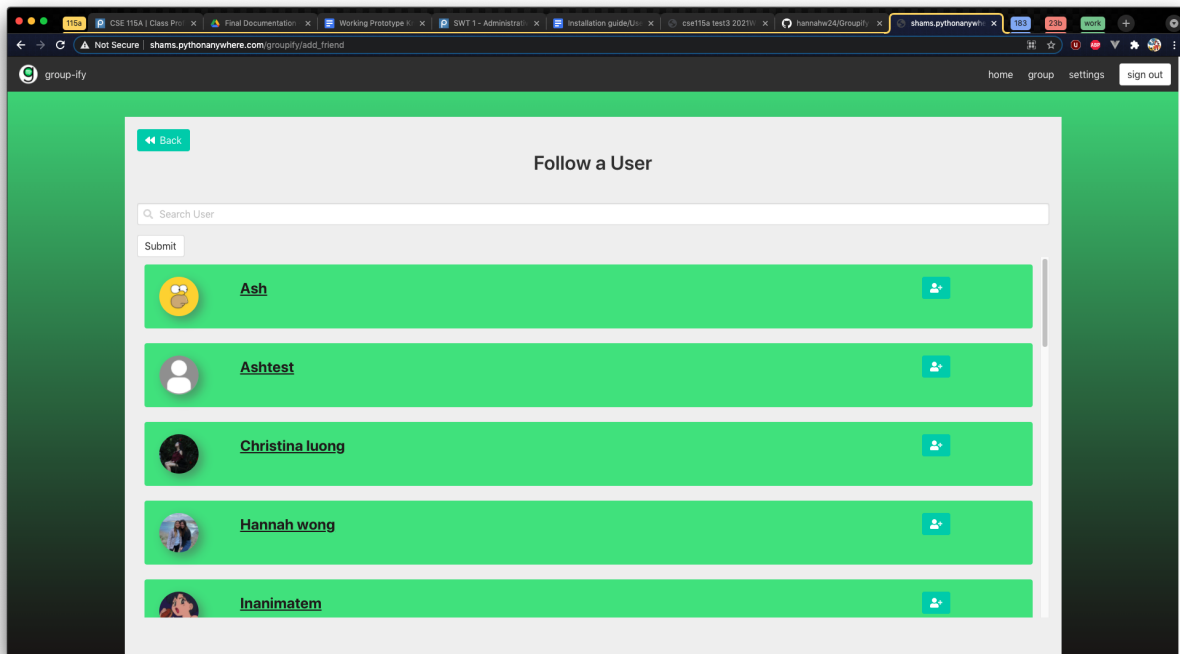 115a CSE 115A | Class Pro Final Documentation Working Prototype K SWT 1 - Administrati Installation guide/Us cse115a test3 2021W hannahw24/Groupif shams.pythonanywhe 183 23b work
Not Secure | shams.pythonanywhere.com/groupify/add_friend
g group-ify home group settings sign out
Back
Follow a User
Search User
Submit
Ash
Ashtest
Christina luong
Hannah wong
Inanimatem